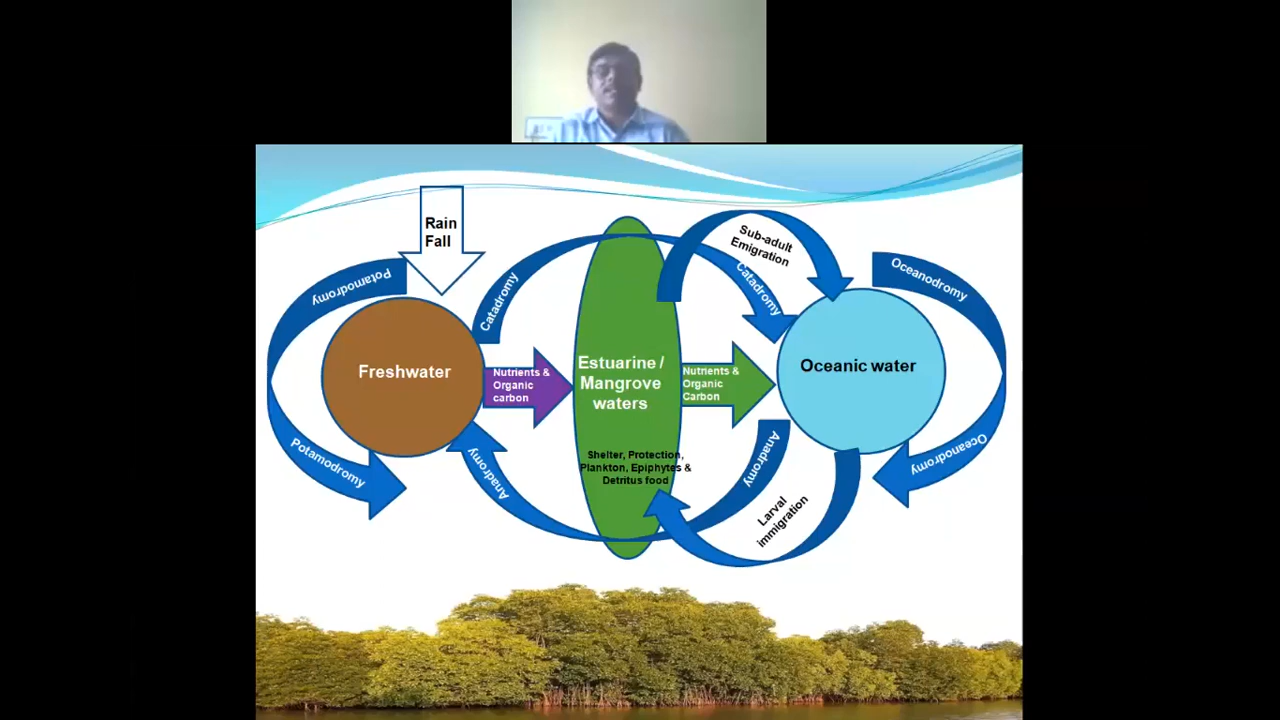 Rain
Fall
Sub-adult
Emigration
Potamodromy
Catadromy
Catadromy
Oceanodromy
Freshwater
Nutrients &
Organic
carbon
Estuarine /
Mangrove
waters
Nutrients &
Organic
Carbon
Oceanic water
Shelter, Protection,
Plankton, Epiphytes &
Detritus food
Potamodromy
Anadromy
Anadromy
Oceanodromy
Larval
immigration